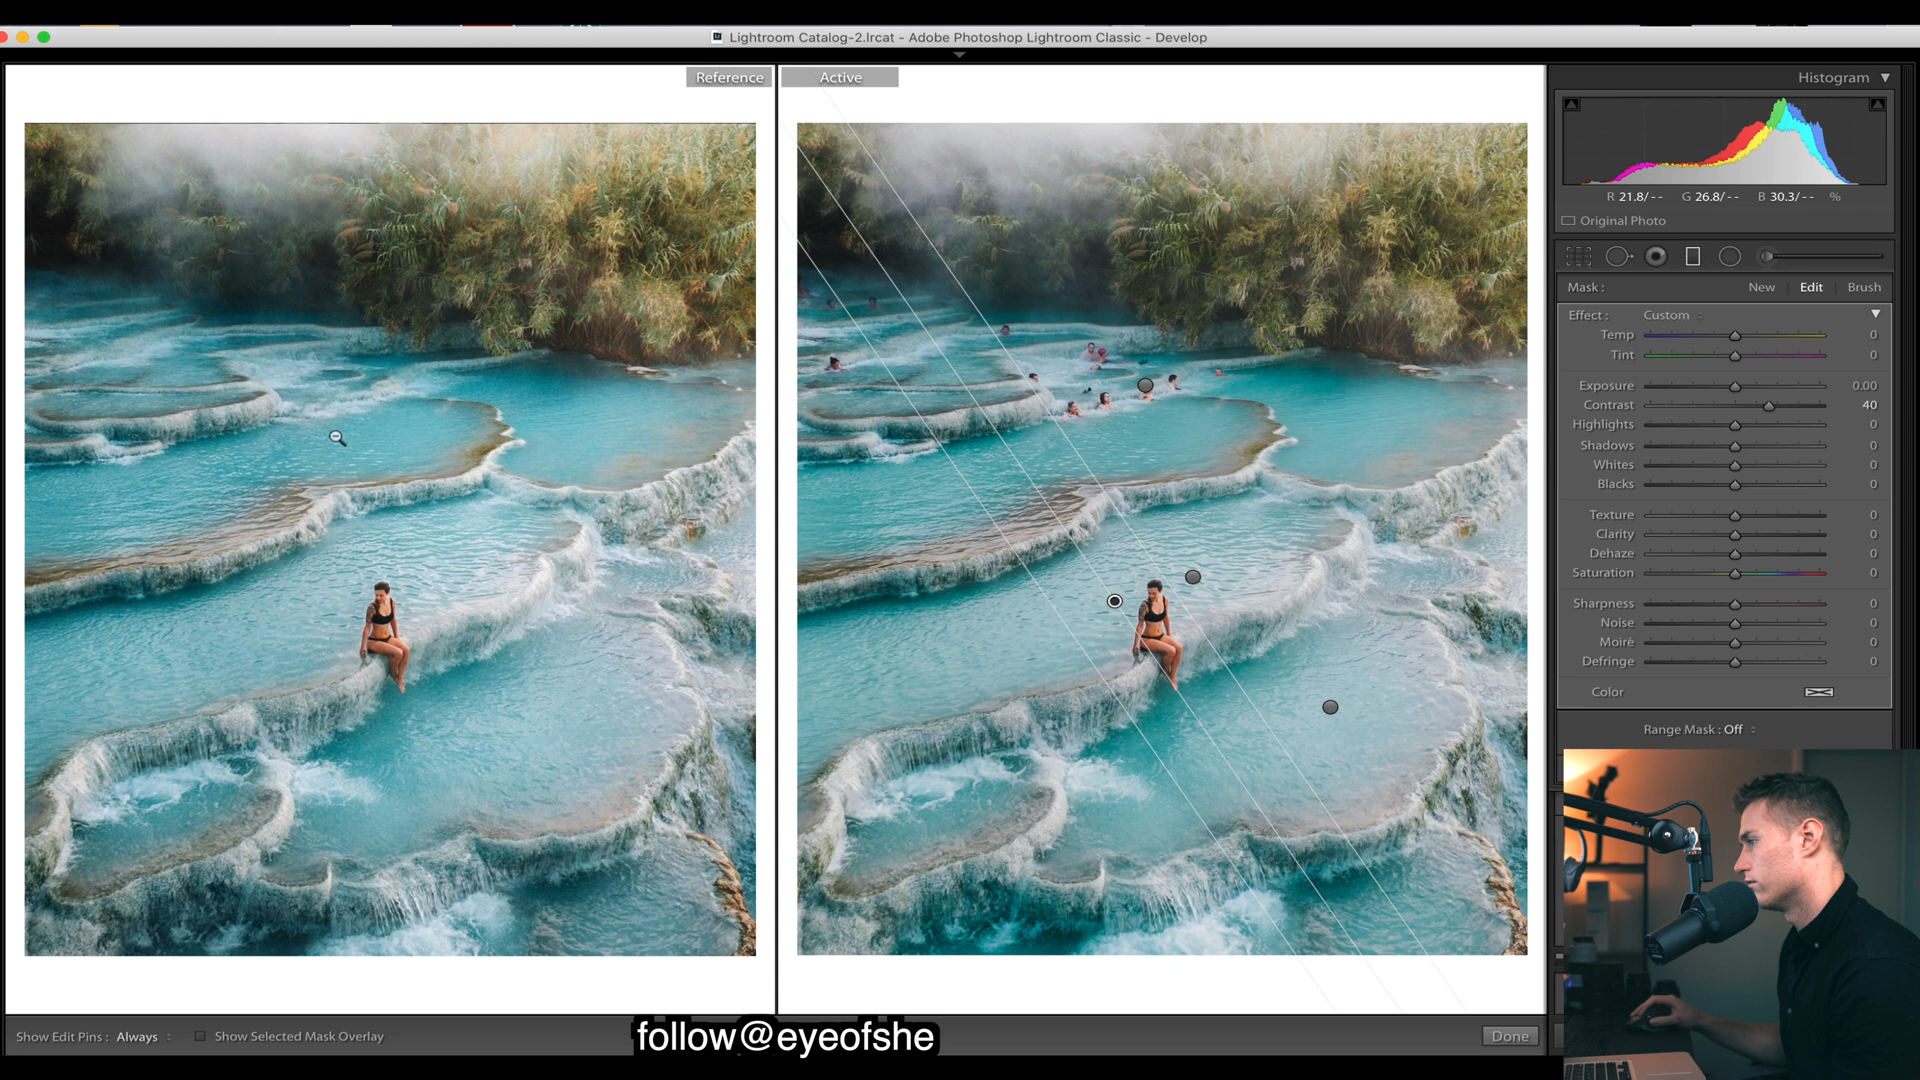 Lightroom Catalog-2.lrcat - Adobe Photoshop Lightroom Classic - Develop
Reference
Active
Histogram
R 21.8/-- G 26.8/-- B 30.3/-- %
Original Photo
Mask : New Edit Brush
Effect : Custom
Temp 0
Tint 0
Exposure 0.00
Contrast 40
Highlights 0
Shadows 0
Whites 0
Blacks 0
Texture 0
Clarity 0
Dehaze 0
Saturation 0
Sharpness 0
Noise 0
Moiré 0
Defringe 0
Color
Range Mask : Off
Show Edit Pins : Always
Show Selected Mask Overlay
follow@eyeofshe
Done